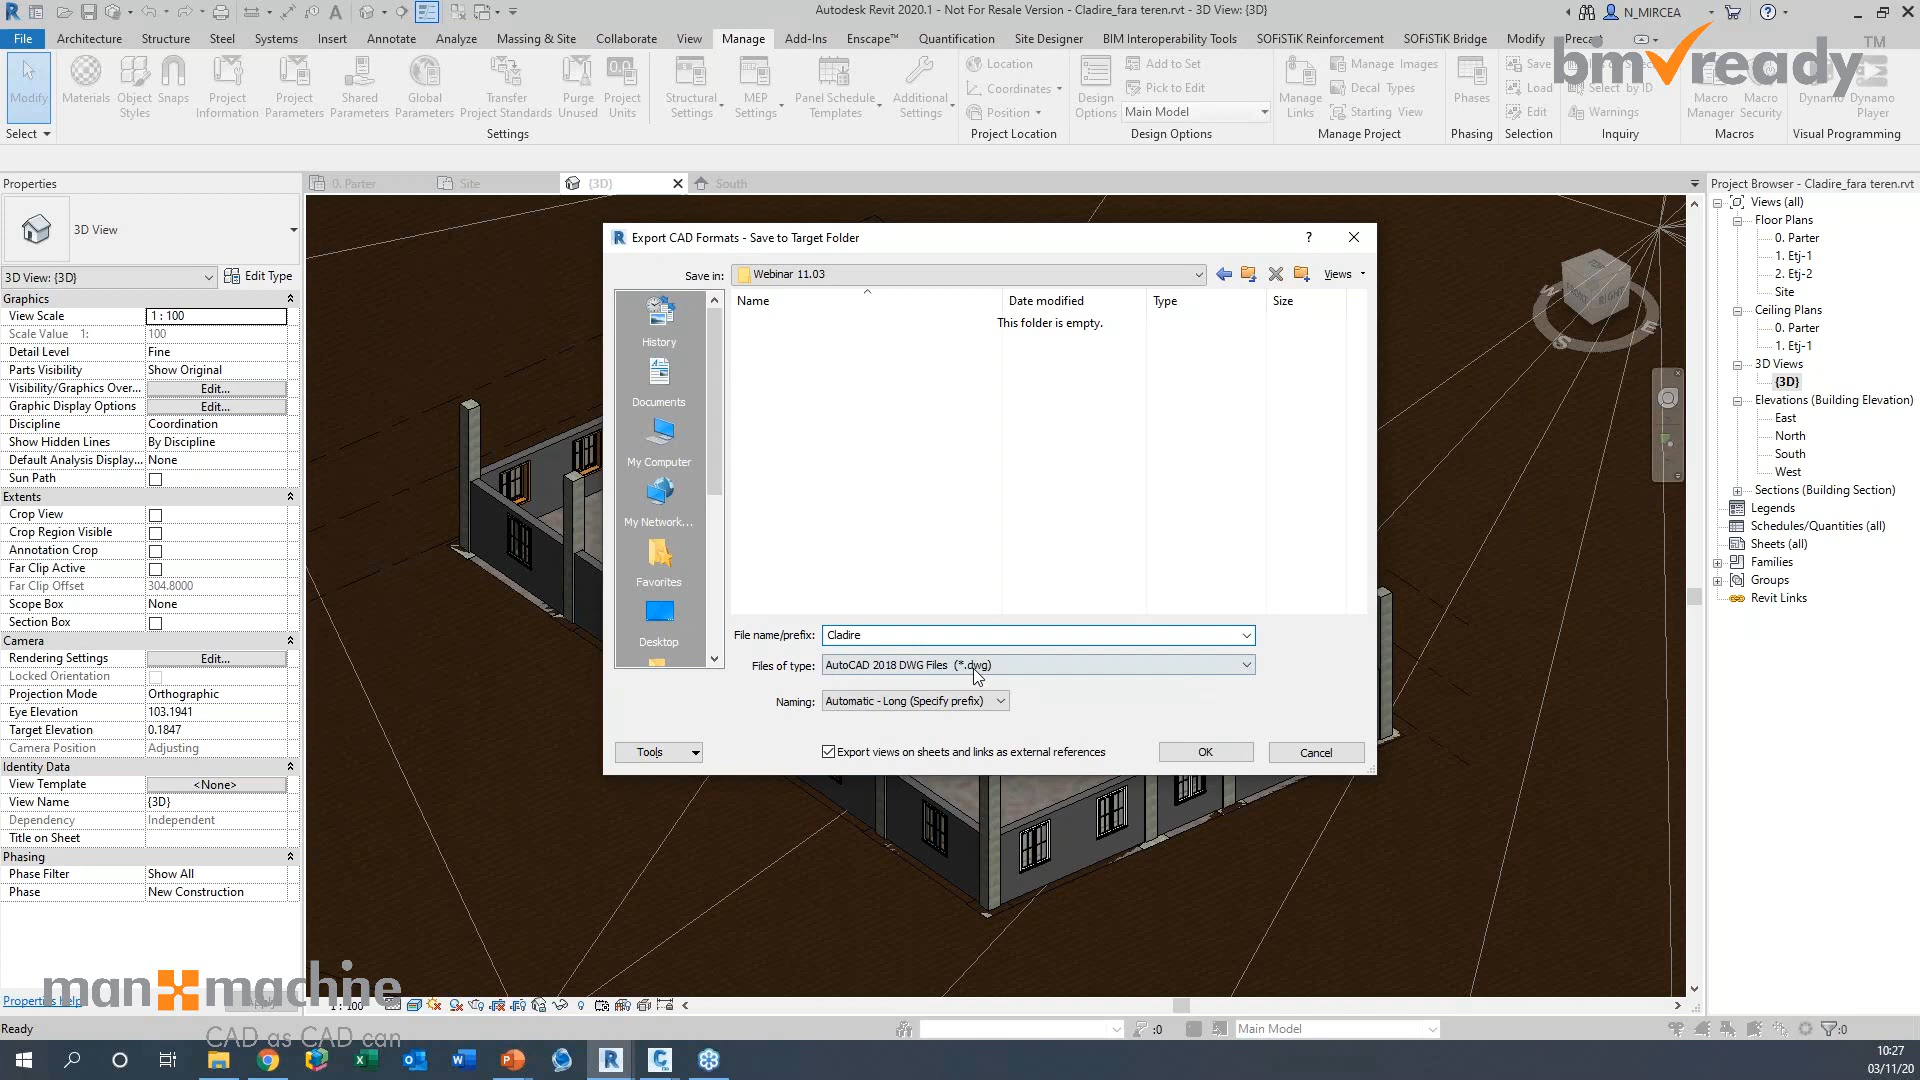 Autodesk Revit 2020.1 - Not For Resale Version - Cladire_fara teren.rvt - 3D View: {3D}
N_MIRCEA
File Architecture Structure Steel Systems Insert Annotate Analyze Massing & Site Collaborate View Manage Add-Ins Enscape™ Quantification Site Designer BIM Interoperability Tools SOFiSTiK Reinforcement SOFiSTiK Bridge Modify
bim ready ™
Modify
Materials
Object Styles
Snaps
Project Information
Project Parameters
Shared Parameters
Global Parameters
Transfer Project Standards
Purge Unused
Project Units
Structural Settings
MEP Settings
Panel Schedule Templates
Additional Settings
Location
Coordinates
Position
Design Options
Add to Set
Pick to Edit
Main Model
Manage Links
Manage Images
Decal Types
Starting View
Phases
Save
Load
Edit
Select by ID
Warnings
Macro Manager
Macro Security
Dynamo
Dynamo Player
Select
Settings
Project Location
Design Options
Manage Project
Phasing
Selection
Inquiry
Macros
Visual Programming
Properties
3D View
3D View: {3D}
Edit Type
Graphics
View Scale 1 : 100
Scale Value 1: 100
Detail Level Fine
Parts Visibility Show Original
Visibility/Graphics Over... Edit...
Graphic Display Options Edit...
Discipline Coordination
Show Hidden Lines By Discipline
Default Analysis Display... None
Sun Path
Extents
Crop View
Crop Region Visible
Annotation Crop
Far Clip Active
Far Clip Offset 304.8000
Scope Box None
Section Box
Camera
Rendering Settings Edit...
Locked Orientation
Projection Mode Orthographic
Eye Elevation 103.1941
Target Elevation 0.1847
Camera Position Adjusting
Identity Data
View Template <None>
View Name {3D}
Dependency Independent
Title on Sheet
Phasing
Phase Filter Show All
Phase New Construction
Properties help
Apply
man machine
CAD as CAD can
0. Parter
Site
{3D}
South
Export CAD Formats - Save to Target Folder
?
Save in: Webinar 11.03
Views
History
Documents
My Computer
My Network...
Favorites
Desktop
Name Date modified Type Size
This folder is empty.
File name/prefix: Cladire
Files of type: AutoCAD 2018 DWG Files (*.dwg)
Naming: Automatic - Long (Specify prefix)
Tools
Export views on sheets and links as external references
OK
Cancel
W
S
E
RIGHT
Project Browser - Cladire_fara teren.rvt
Views (all)
Floor Plans
0. Parter
1. Etj-1
2. Etj-2
Site
Ceiling Plans
0. Parter
1. Etj-1
3D Views
{3D}
Elevations (Building Elevation)
East
North
South
West
Sections (Building Section)
Legends
Schedules/Quantities (all)
Sheets (all)
Families
Groups
Revit Links
1 : 100
Ready
:0
Main Model
:0
10:27
03/11/20